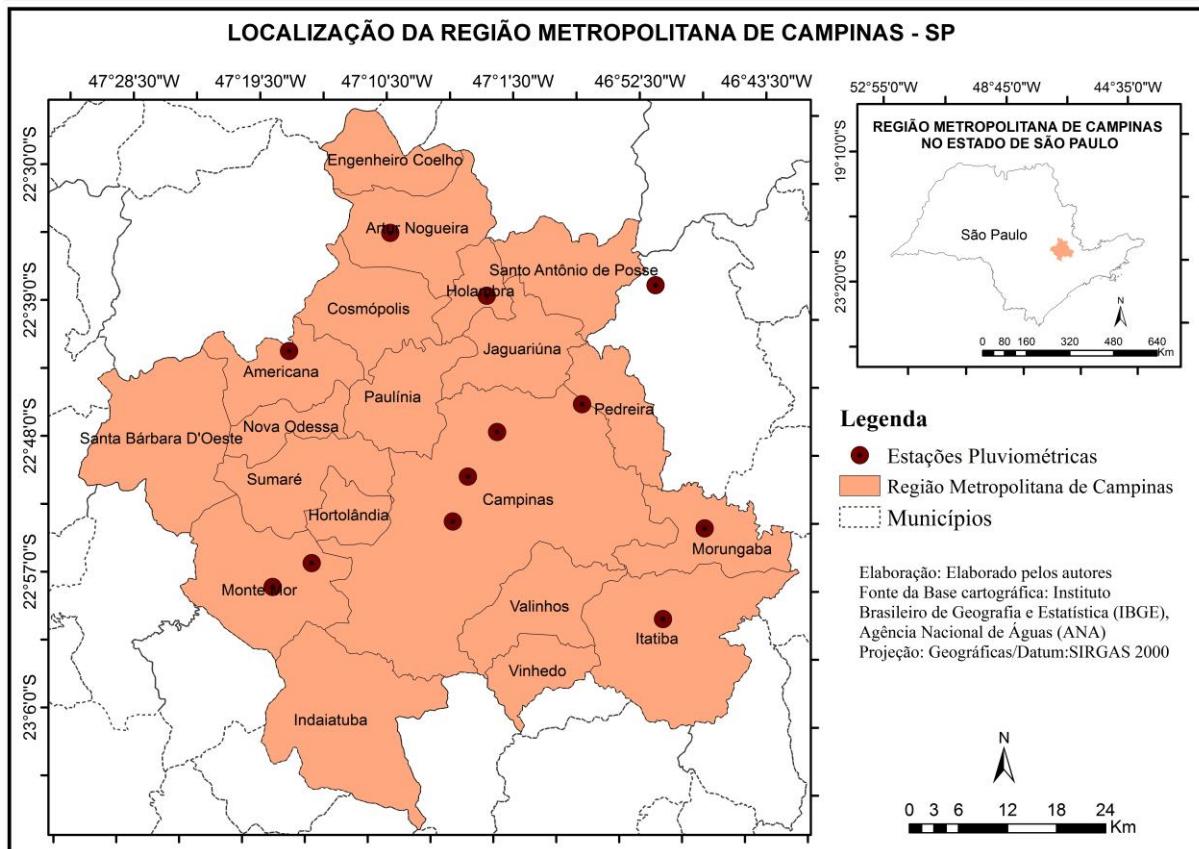 LOCALIZAÇÃO DA REGIÃO METROPOLITANA DE CAMPINAS - SP
47°28'30"W 47°19'30"W 47°10'30"W 47°1'30"W 46°52'30"W 46°43'30"W
22°30'0"S
22°39'0"S
22°48'0"S
22°57'0"S
23°6'0"S
Engenheiro Coelho
Artur Nogueira
Santo Antônio de Posse
Holambra
Cosmópolis
Jaguariúna
Americana
Paulínia
Pedreira
Nova Odessa
Santa Bárbara D'Oeste
Sumaré
Campinas
Hortolândia
Morungaba
Monte Mor
Valinhos
Itatiba
Vinhedo
Indaiatuba
52°55'0"W 48°45'0"W 44°35'0"W
19°10'0"S
23°20'0"S
REGIÃO METROPOLITANA DE CAMPINAS
NO ESTADO DE SÃO PAULO
São Paulo
N
0 80 160 320 480 640
Km
Legenda
Estações Pluviométricas
Região Metropolitana de Campinas
Municípios
Elaboração: Elaborado pelos autores
Fonte da Base cartográfica: Instituto
Brasileiro de Geografia e Estatística (IBGE),
Agência Nacional de Águas (ANA)
Projeção: Geográficas/Datum:SIRGAS 2000
N
0 3 6 12 18 24
Km